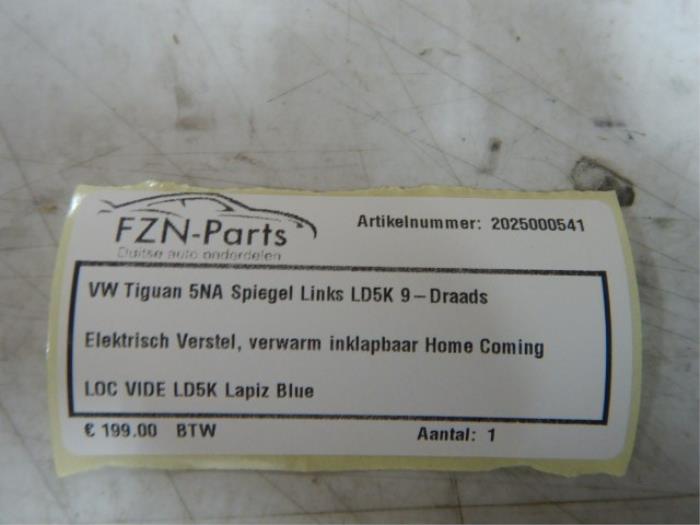 FZN-Parts
Duitse auto onderdelen
Artikelnummer: 2025000541
VW Tiguan 5NA Spiegel Links LD5K 9-Draads
Elektrisch Verstel, verwarm inklapbaar Home Coming
LOC VIDE LD5K Lapiz Blue
€ 199.00 BTW
Aantal: 1